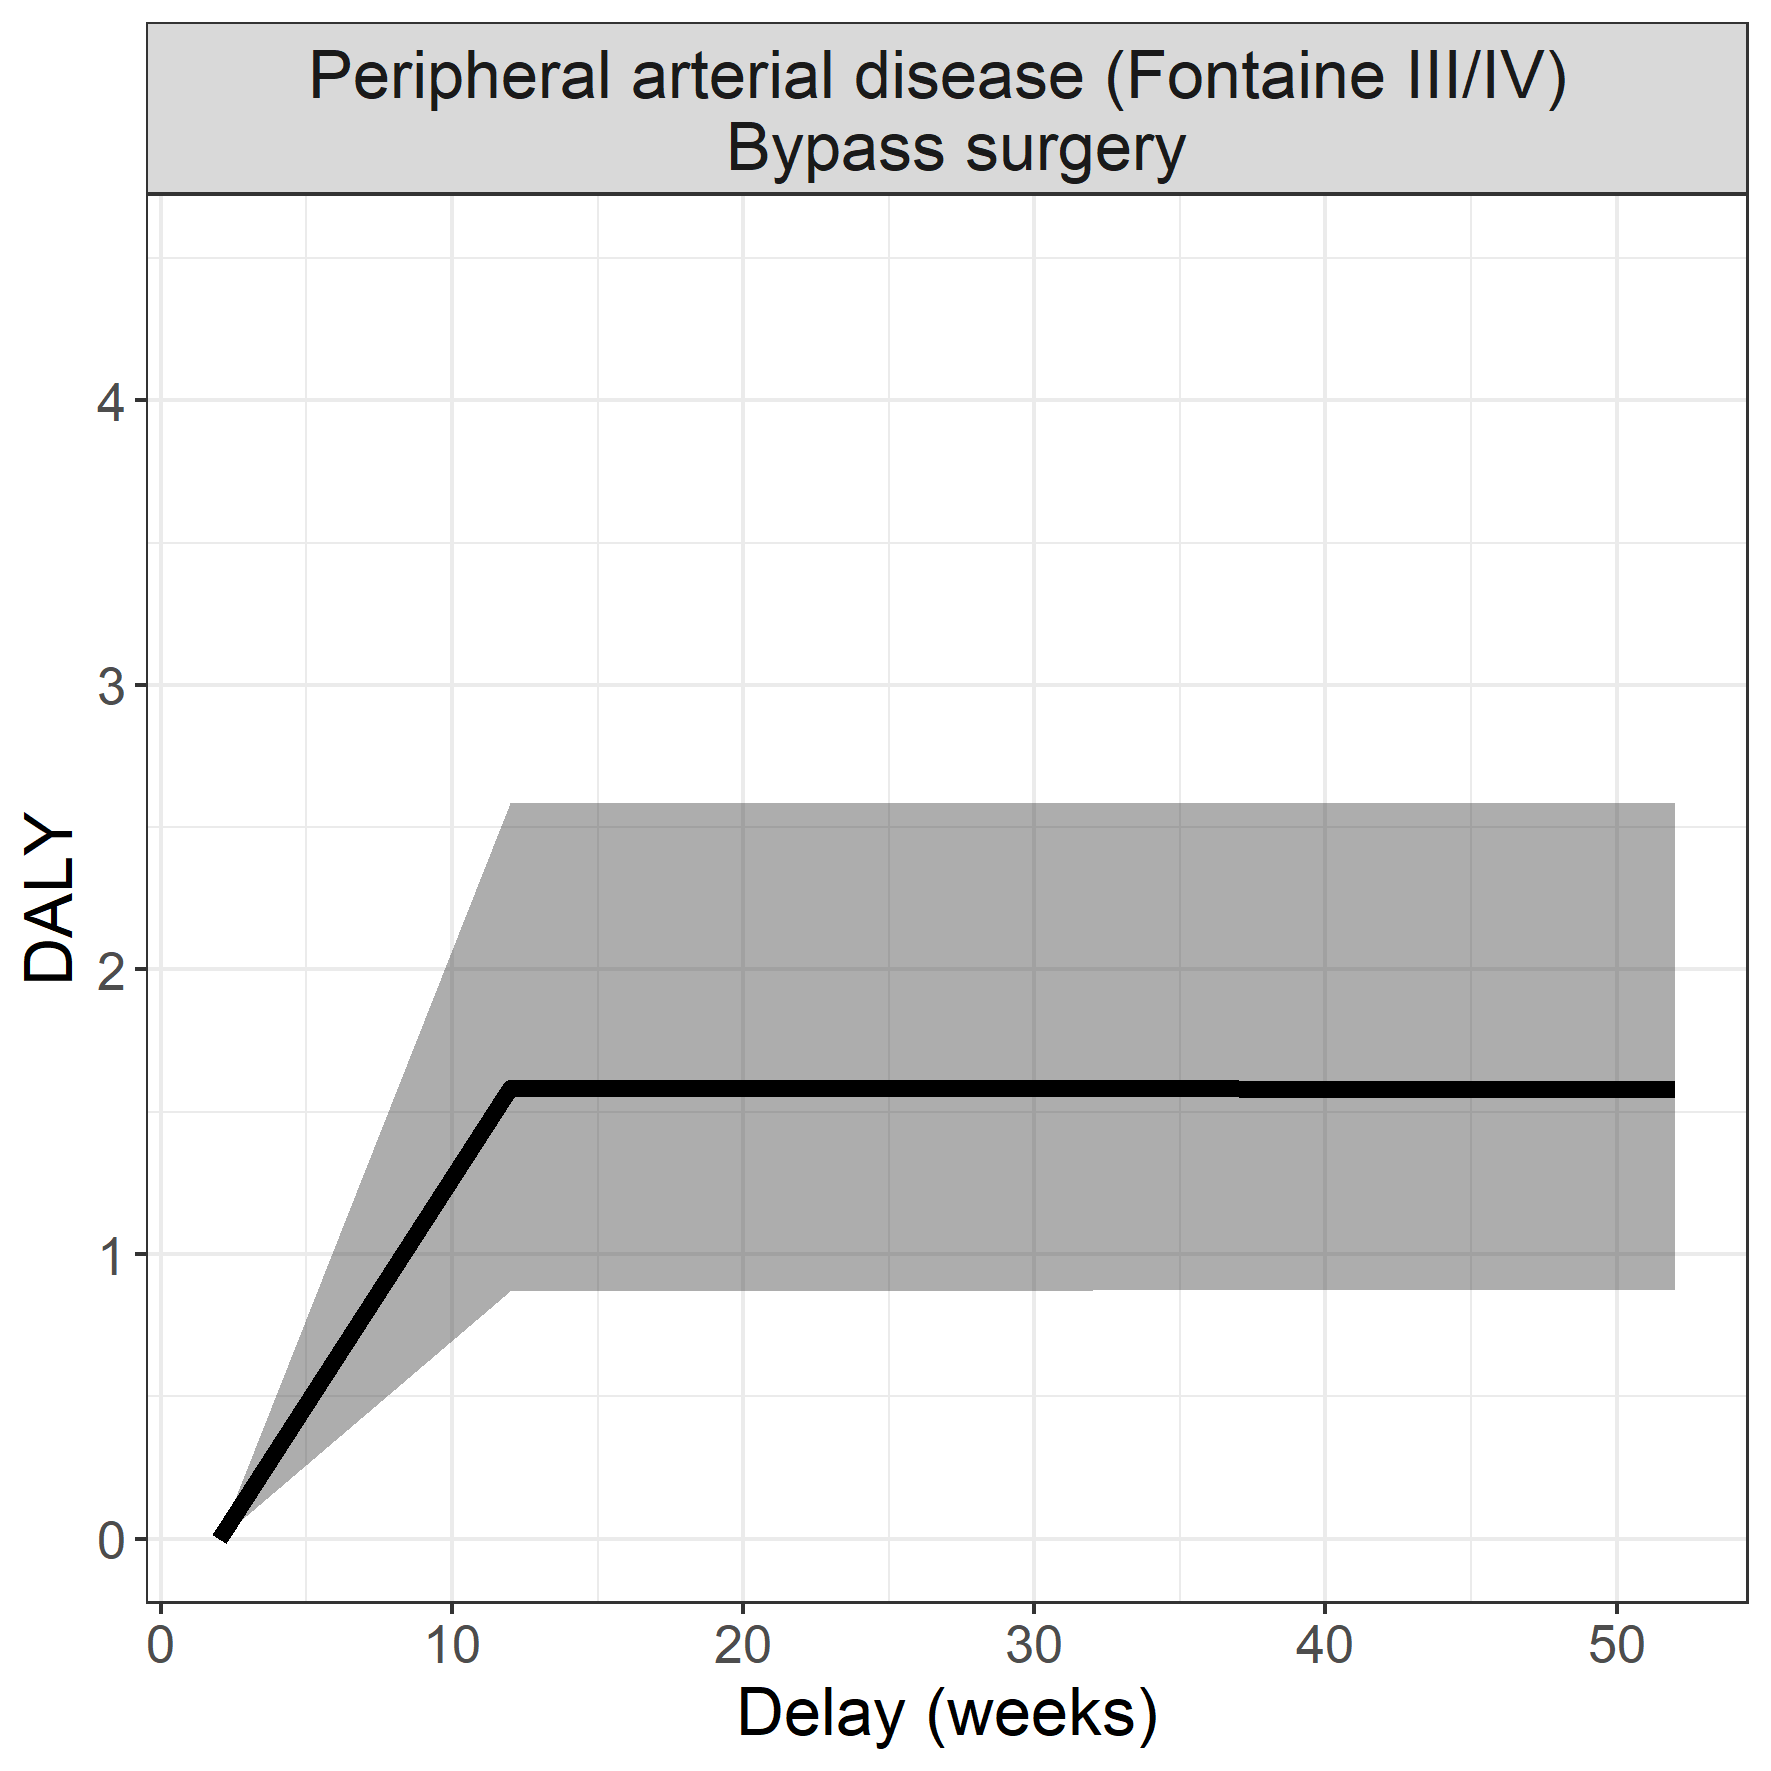 Peripheral arterial disease (Fontaine III/IV)
Bypass surgery
4
3
2
1
0
DALY
0 10 20 30 40 50
Delay (weeks)